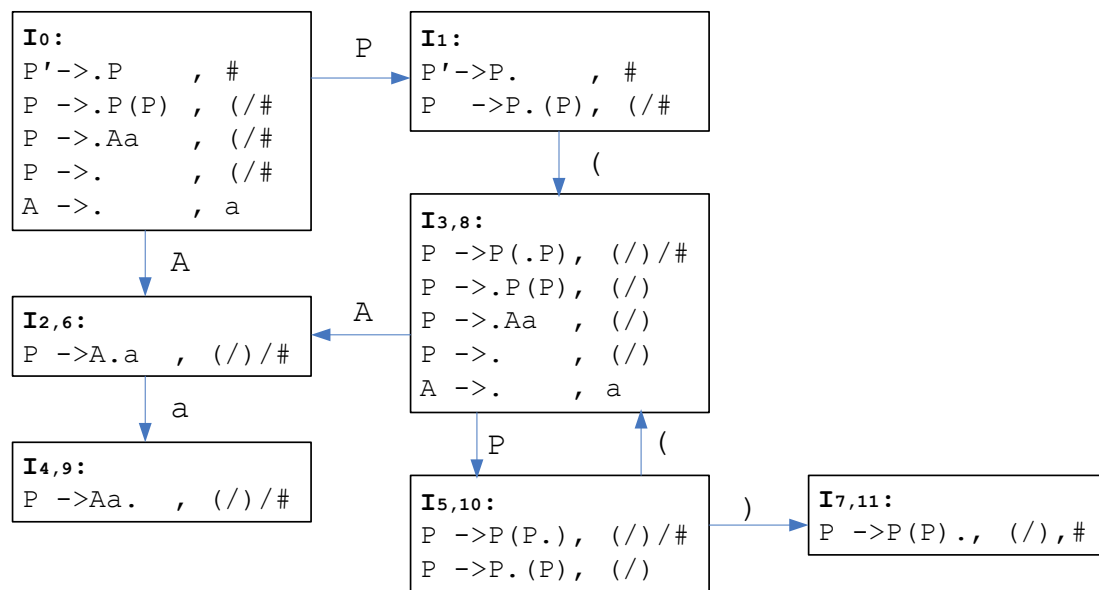 I0:
P'->.P , #
P ->.P(P) , (/#
P ->.Aa , (/#
P ->. , (/#
A ->. , a
P
I1:
P'->P. , #
P ->P.(P), (/#
(
A
I3,8:
P ->P(.P), (/)/#
P ->.P(P), (/)
P ->.Aa , (/)
P ->. , (/)
A ->. , a
I2,6:
P ->A.a , (/)/#
A
a
P
(
I4,9:
P ->Aa. , (/)/#
I5,10:
P ->P(P.), (/)/#
P ->P.(P), (/)
)
I7,11:
P ->P(P)., (/),#